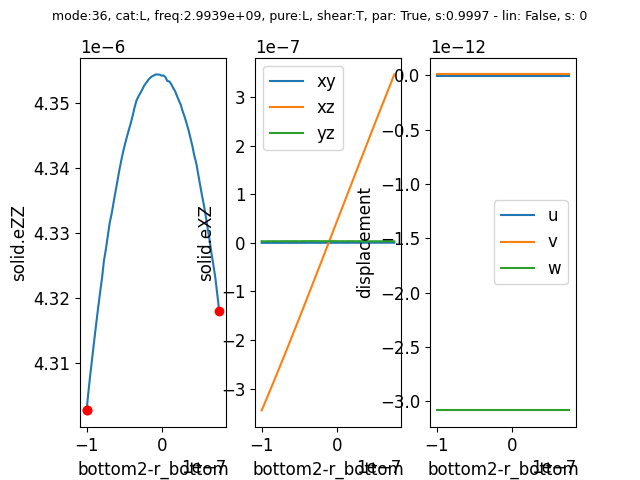 mode:36, cat:L, freq:2.9939e+09, pure:L, shear:T, par: True, s:0.9997 - lin: False, s: 0
1e−6
4.35
4.34
4.33
4.32
4.31
solid.eZZ
−1
0
1e−7
bottom2-r_bottom
1e−7
3
2
1
0
−1
−2
−3
solid.eXZ
xy
xz
yz
−1
0
1e−7
bottom2-r_bottom
1e−12
0.0
−0.5
−1.0
−1.5
−2.0
−2.5
−3.0
displacement
u
v
w
−1
0
1e−7
bottom2-r_bottom